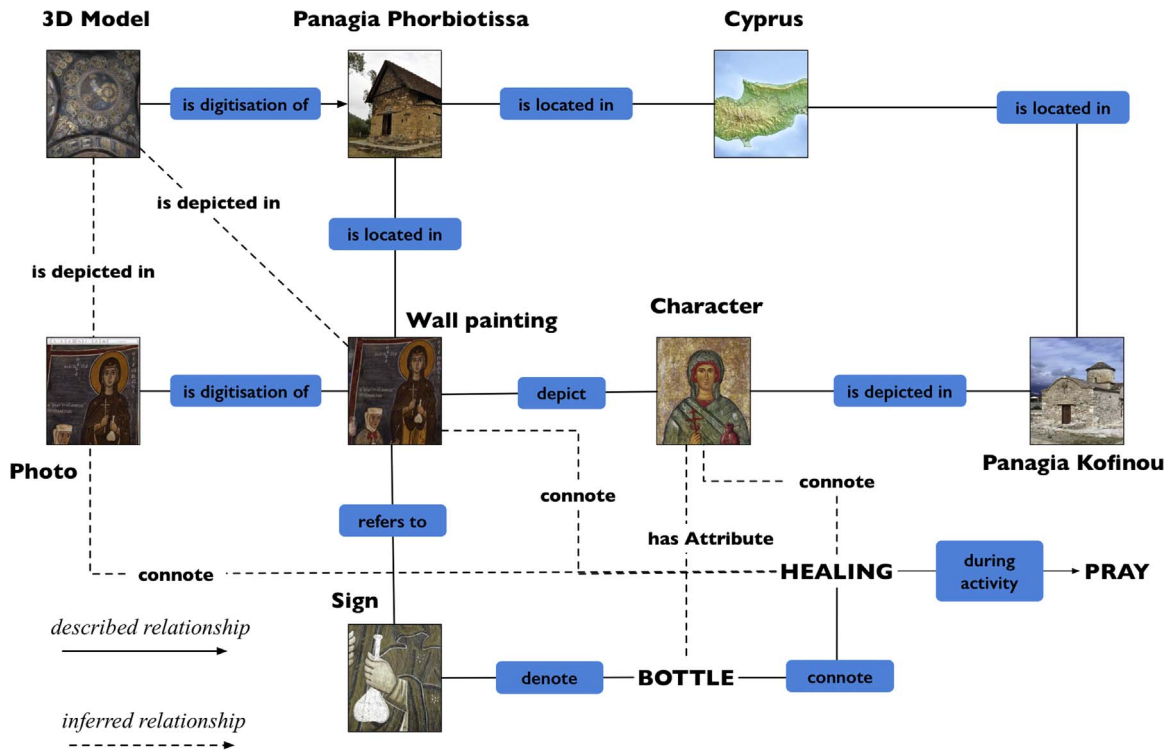 3D Model
Panagia Phorbiotissa
Cyprus
is digitisation of
is located in
is located in
is depicted in
is located in
is depicted in
Wall painting
Character
is digitisation of
depict
is depicted in
Photo
Panagia Kofinou
connote
connote
refers to
has Attribute
connote
HEALING
during
activity
PRAY
Sign
described relationship
denote
BOTTLE
connote
inferred relationship